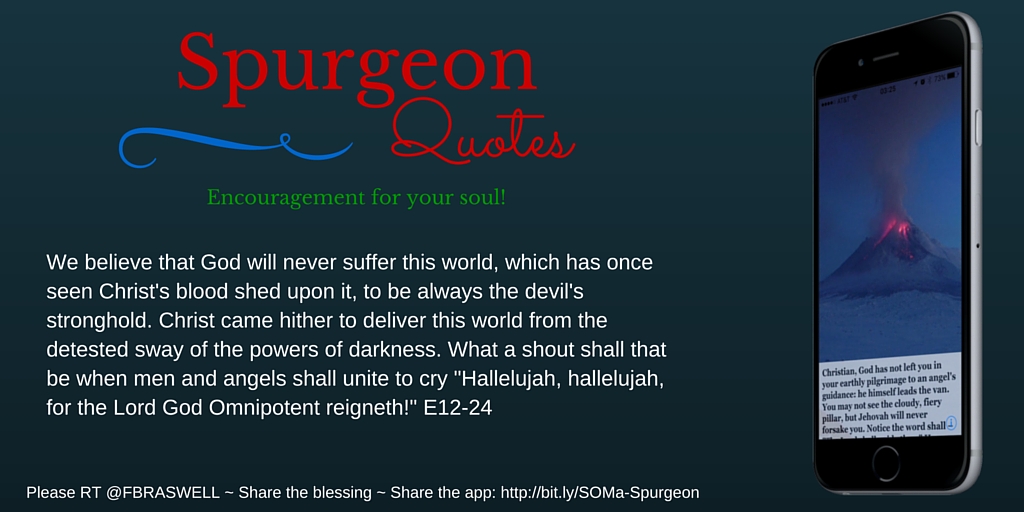 Spurgeon
Quotes
Encouragement for your soul!
We believe that God will never suffer this world, which has once
seen Christ's blood shed upon it, to be always the devil's
stronghold. Christ came hither to deliver this world from the
detested sway of the powers of darkness. What a shout shall that
be when men and angels shall unite to cry "Hallelujah, hallelujah,
for the Lord God Omnipotent reigneth!" E12-24
Please RT @FBRASWELL ~ Share the blessing ~ Share the app: http://bit.ly/SOMa-Spurgeon
AT&T 03:25 73%
Christian, God has not left you in
your earthly pilgrimage to an angel's
guidance: he himself leads the van.
You may not see the cloudy, fiery
pillar, but Jehovah will never
forsake you. Notice the word shall